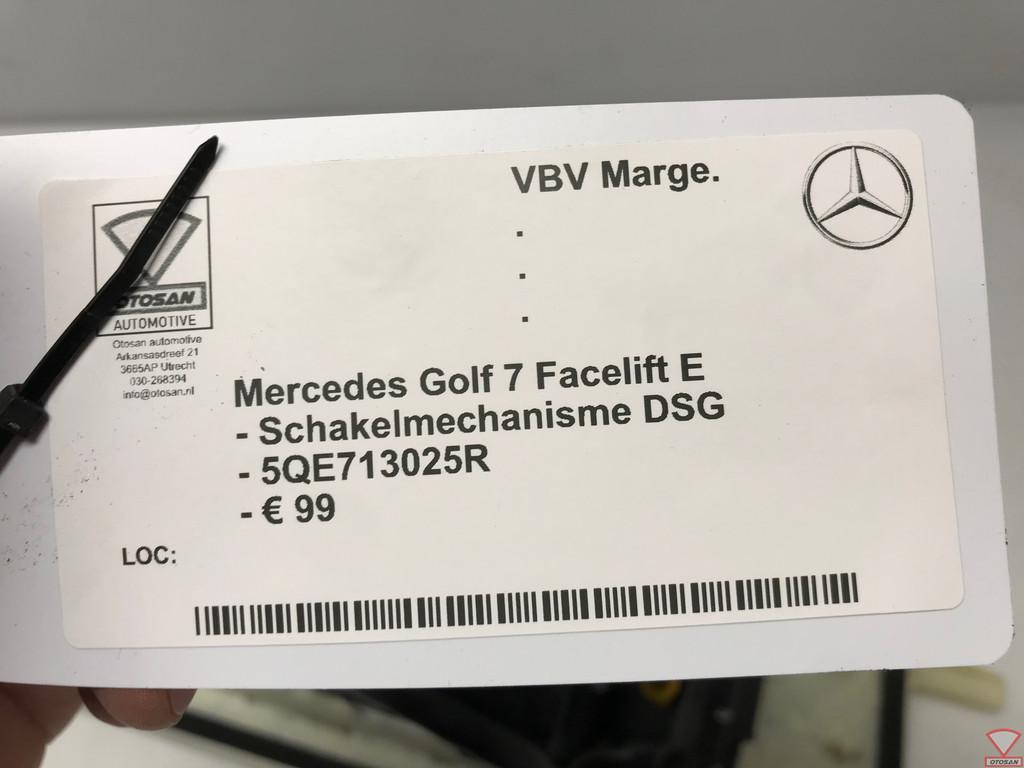 VBV Marge.
.
.
.
OTOSAN
AUTOMOTIVE
Otosan automotive
Arkansasdreef 21
3565AP Utrecht
030-268394
info@otosan.nl
Mercedes Golf 7 Facelift E
- Schakelmechanisme DSG
- 5QE713025R
- € 99
LOC:
OTOSAN